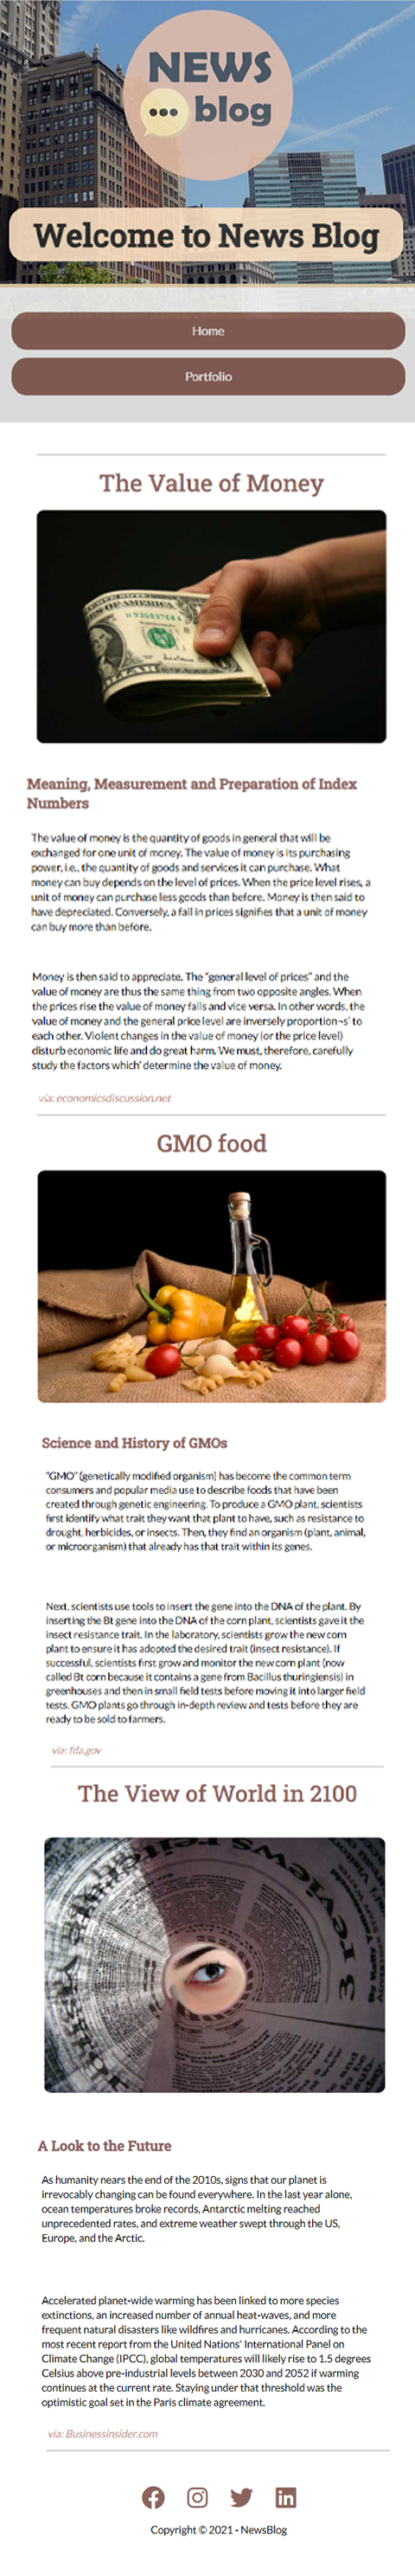 NEWS
blog
Welcome to News Blog
Home
Portfolio
The Value of Money
Meaning, Measurement and Preparation of Index
Numbers
The value of money is the quantity of goods in general that will be
exchanged for one unit of money. The value of money is its purchasing
power, i.e., the quantity of goods and services it can purchase. What
money can buy depends on the level of prices. When the price level rises, a
unit of money can purchase less goods than before. Money is then said to
have depreciated. Conversely, a fall in prices signifies that a unit of money
can buy more than before.
Money is then said to appreciate. The “general level of prices” and the
value of money are thus the same thing from two opposite angles. When
the prices rise the value of money falls and vice versa. In other words, the
value of money and the general price level are inversely proportion~s’ to
each other. Violent changes in the value of money (or the price level)
disturb economic life and do great harm. We must, therefore, carefully
study the factors which’ determine the value of money.
via: economicsdiscussion.net
GMO food
Science and History of GMOs
“GMO” (genetically modified organism) has become the common term
consumers and popular media use to describe foods that have been
created through genetic engineering. To produce a GMO plant, scientists
first identify what trait they want that plant to have, such as resistance to
drought, herbicides, or insects. Then, they find an organism (plant, animal,
or microorganism) that already has that trait within its genes.
Next, scientists use tools to insert the gene into the DNA of the plant. By
inserting the Bt gene into the DNA of the corn plant, scientists gave it the
insect resistance trait. In the laboratory, scientists grow the new corn
plant to ensure it has adopted the desired trait (insect resistance). If
successful, scientists first grow and monitor the new corn plant (now
called Bt corn because it contains a gene from Bacillus thuringiensis) in
greenhouses and then in small field tests before moving it into larger field
tests. GMO plants go through in-depth review and tests before they are
ready to be sold to farmers.
via: fda.gov
The View of World in 2100
A Look to the Future
As humanity nears the end of the 2010s, signs that our planet is
irrevocably changing can be found everywhere. In the last year alone,
ocean temperatures broke records, Antarctic melting reached
unprecedented rates, and extreme weather swept through the US,
Europe, and the Arctic.
Accelerated planet-wide warming has been linked to more species
extinctions, an increased number of annual heat-waves, and more
frequent natural disasters like wildfires and hurricanes. According to the
most recent report from the United Nations' International Panel on
Climate Change (IPCC), global temperatures will likely rise to 1.5 degrees
Celsius above pre-industrial levels between 2030 and 2052 if warming
continues at the current rate. Staying under that threshold was the
optimistic goal set in the Paris climate agreement.
via: Businessinsider.com
Copyright © 2021 - NewsBlog